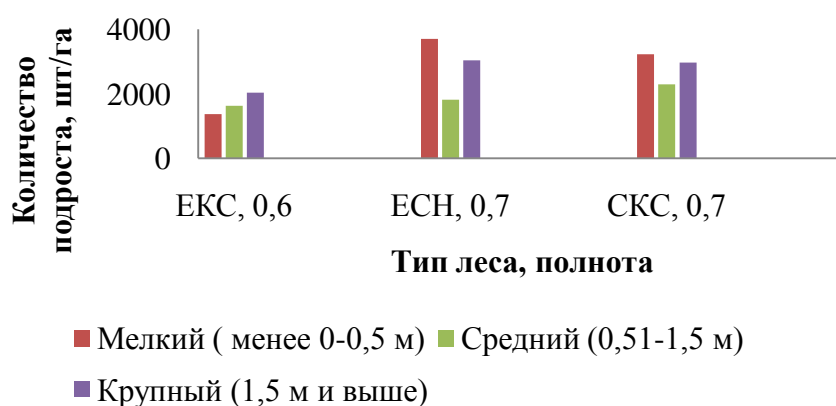 Количество
подроста, шт/га
4000
2000
0
ЕКС, 0,6
ЕСН, 0,7
СКС, 0,7
Тип леса, полнота
Мелкий ( менее 0-0,5 м)
Средний (0,51-1,5 м)
Крупный (1,5 м и выше)